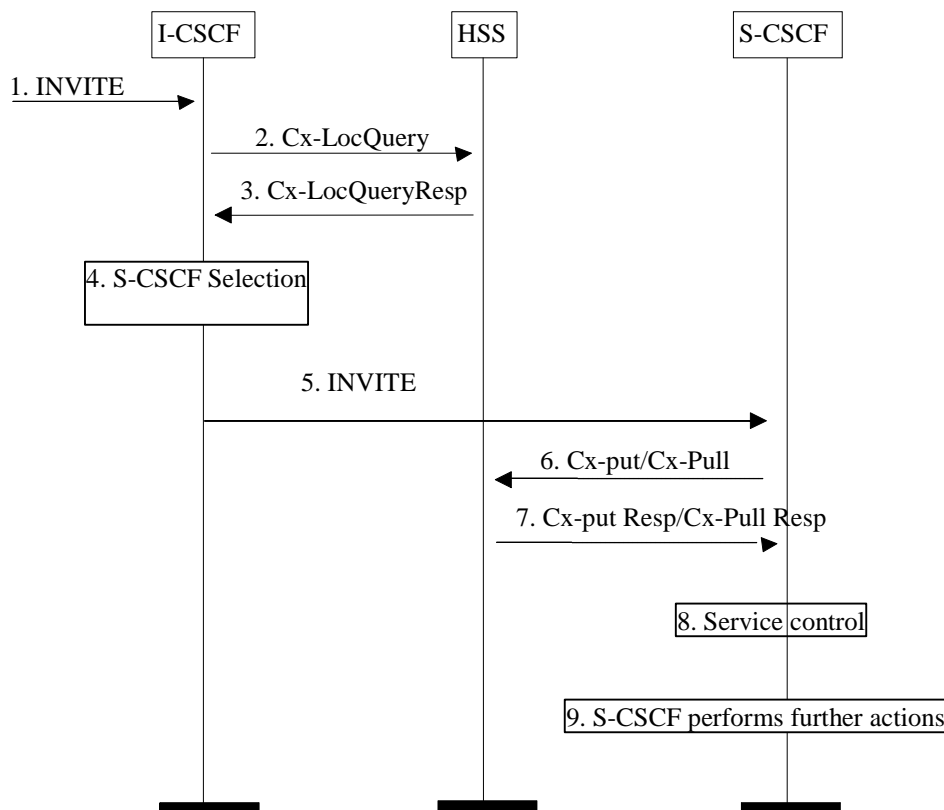 I-CSCF
HSS
S-CSCF
1. INVITE
2. Cx-LocQuery
3. Cx-LocQueryResp
4. S-CSCF Selection
5. INVITE
6. Cx-put/Cx-Pull
7. Cx-put Resp/Cx-Pull Resp
8. Service control
9. S-CSCF performs further actions